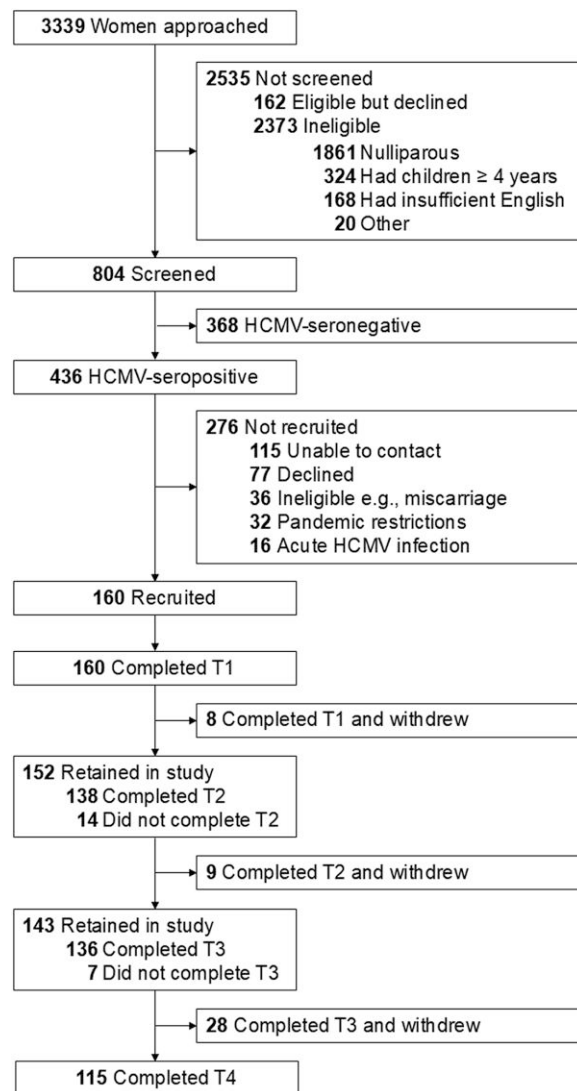 3339 Women approached
2535 Not screened
162 Eligible but declined
2373 Ineligible
1861 Nulliparous
324 Had children ≥ 4 years
168 Had insufficient English
20 Other
804 Screened
368 HCMV-seronegative
436 HCMV-seropositive
276 Not recruited
115 Unable to contact
77 Declined
36 Ineligible e.g., miscarriage
32 Pandemic restrictions
16 Acute HCMV infection
160 Recruited
160 Completed T1
8 Completed T1 and withdrew
152 Retained in study
138 Completed T2
14 Did not complete T2
9 Completed T2 and withdrew
143 Retained in study
136 Completed T3
7 Did not complete T3
28 Completed T3 and withdrew
115 Completed T4